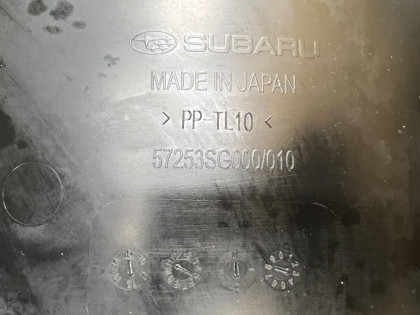 SUBARU
MADE IN JAPAN
> PP-TL10 <
57253SG000/010